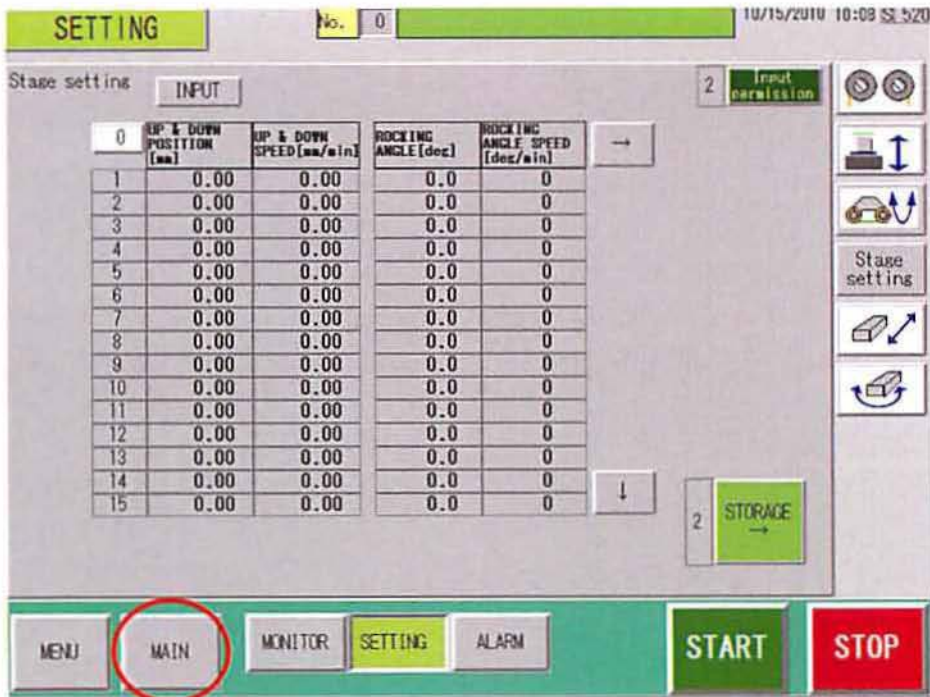 SETTING
No. 0
10/15/2010 10:08 SL 520
Stage setting
INPUT
2
Input permission
0
UP & DOWN POSITION [mm]
UP & DOWN SPEED[mm/min]
ROCKING ANGLE[deg]
ROCKING ANGLE SPEED [deg/min]
→
1 0.00 0.00 0.0 0
2 0.00 0.00 0.0 0
3 0.00 0.00 0.0 0
4 0.00 0.00 0.0 0
5 0.00 0.00 0.0 0
6 0.00 0.00 0.0 0
7 0.00 0.00 0.0 0
8 0.00 0.00 0.0 0
9 0.00 0.00 0.0 0
10 0.00 0.00 0.0 0
11 0.00 0.00 0.0 0
12 0.00 0.00 0.0 0
13 0.00 0.00 0.0 0
14 0.00 0.00 0.0 0
15 0.00 0.00 0.0 0
↓
Stage
setting
2
STORAGE
→
MENU
MAIN
MONITOR
SETTING
ALARM
START
STOP